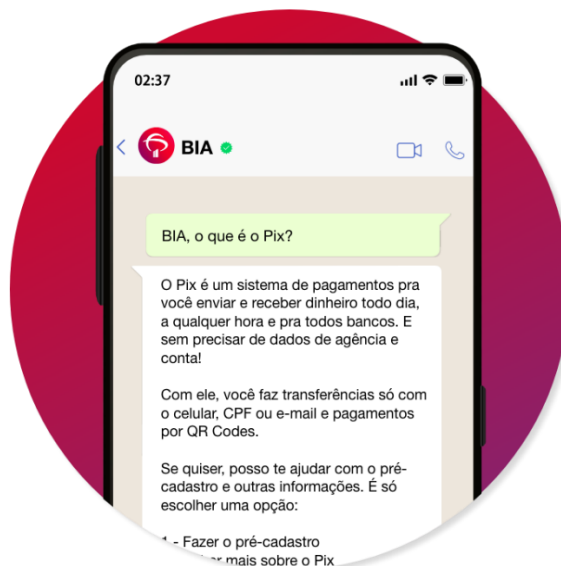 02:37
BIA
BIA, o que é o Pix?
O Pix é um sistema de pagamentos pra
você enviar e receber dinheiro todo dia,
a qualquer hora e pra todos bancos. E
sem precisar de dados de agência e
conta!
Com ele, você faz transferências só com
o celular, CPF ou e-mail e pagamentos
por QR Codes.
Se quiser, posso te ajudar com o pré-
cadastro e outras informações. É só
escolher uma opção:
1 - Fazer o pré-cadastro
mais sobre o Pix